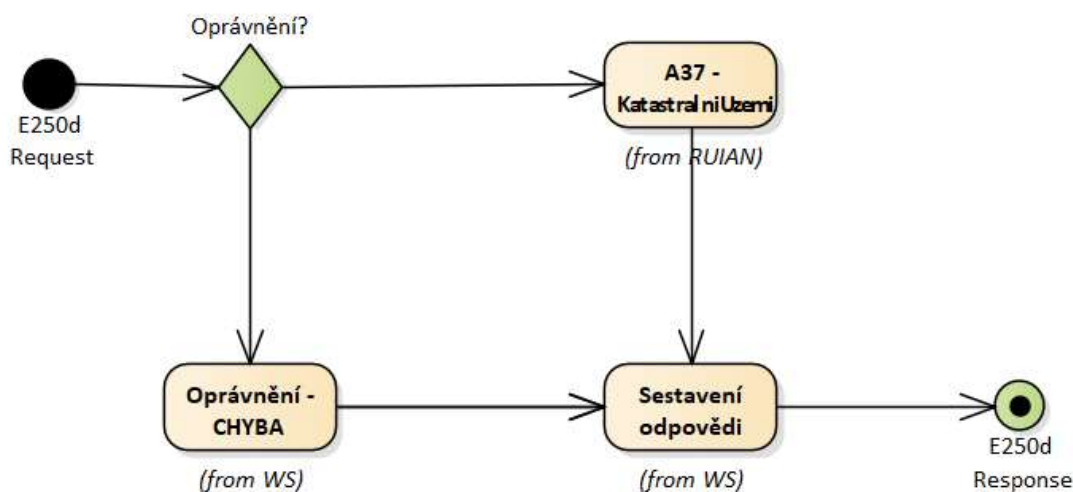 Oprávnění?
E250d
Request
A37 -
KatastralniUzemi
(from RUIAN)
Oprávnění -
CHYBA
(from WS)
Sestavení
odpovědi
(from WS)
E250d
Response